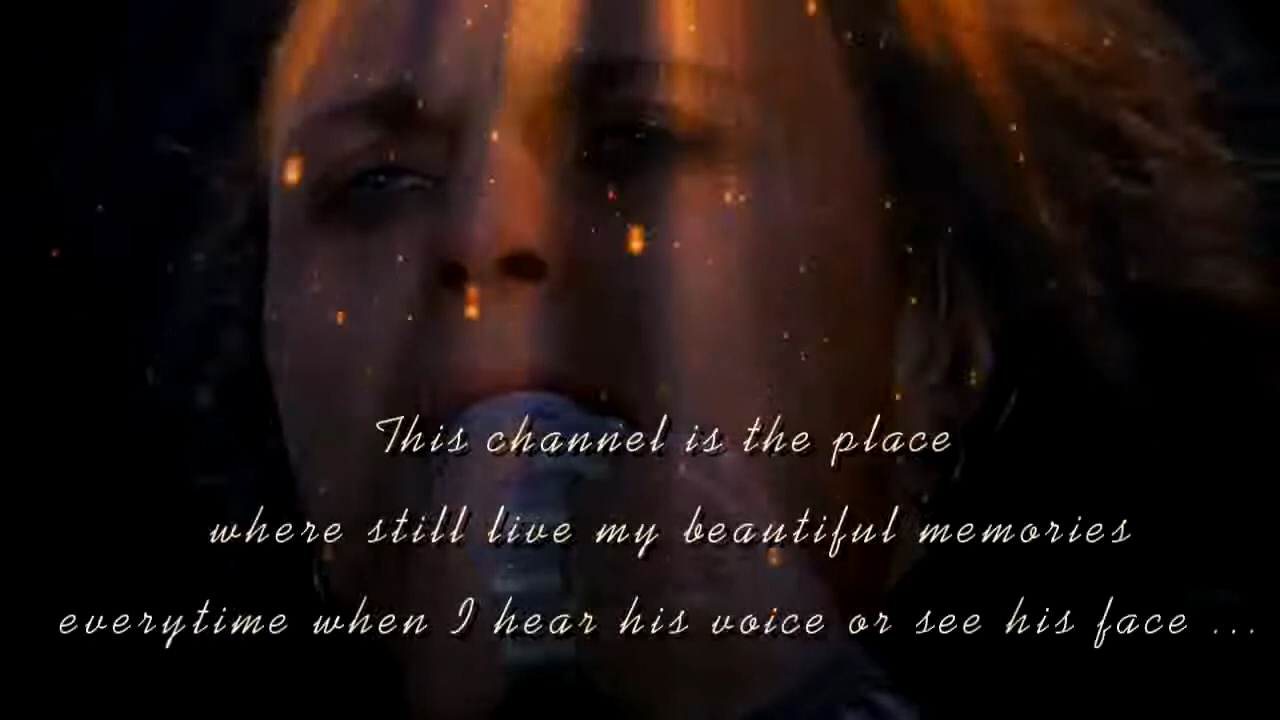 This channel is the place
where still live my beautiful memories
everytime when I hear his voice or see his face ...